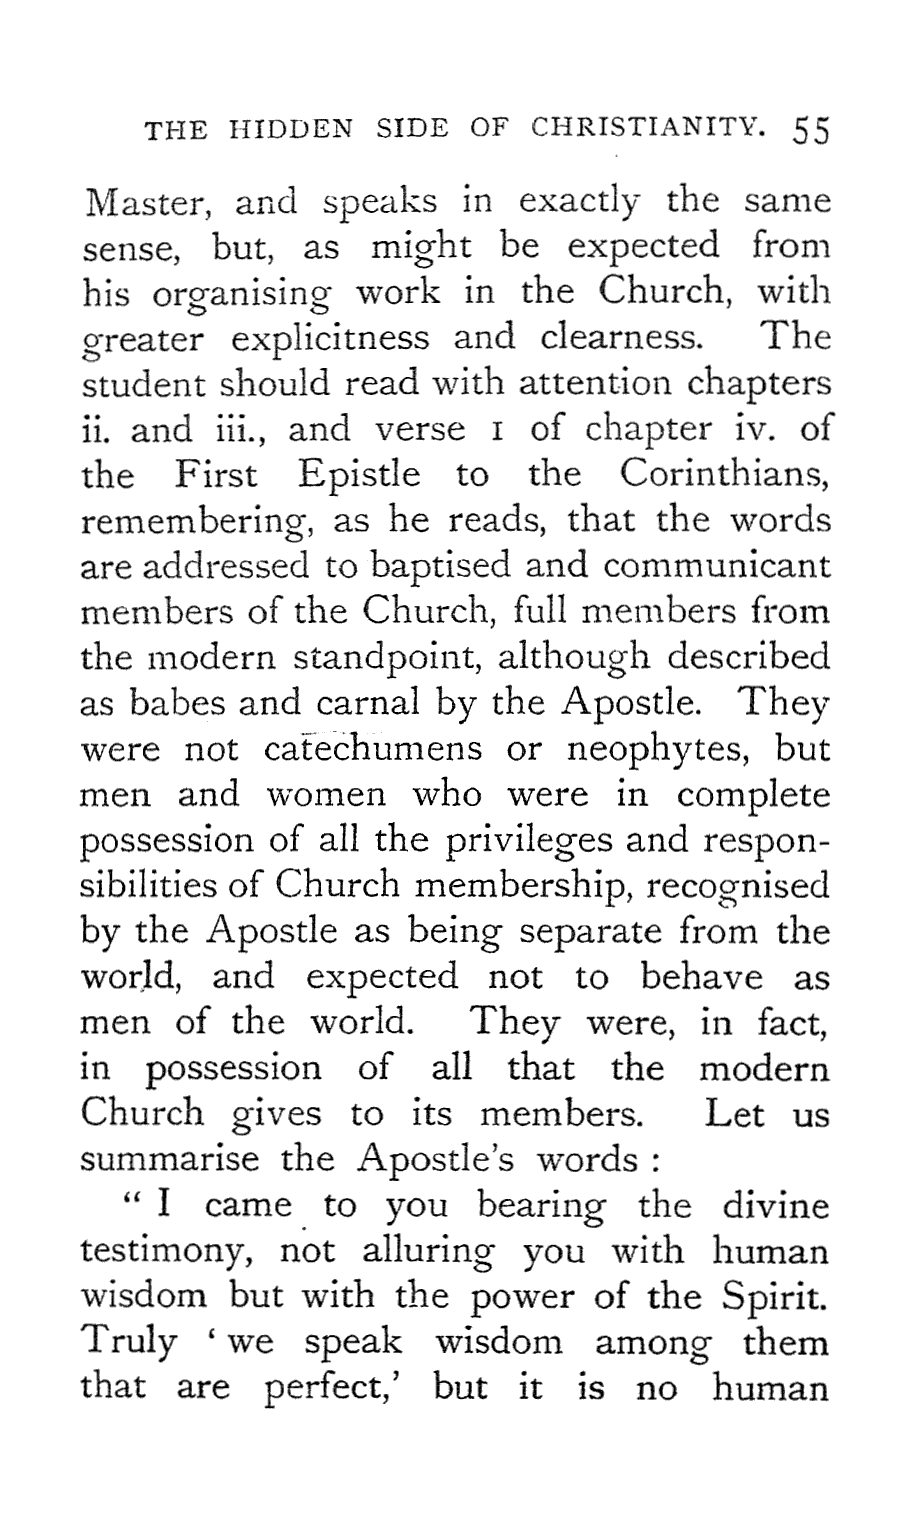 THE HIDDEN SIDE OF CHRISTIANITY. 55
Master, and speaks in exactly the same
sense, but, as might be expected from
his organising work in the Church, with
greater explicitness and clearness. The
student should read with attention chapters
ii. and iii., and verse 1 of chapter iv. of
the First Epistle to the Corinthians,
remembering, as he reads, that the words
are addressed to baptised and communicant
members of the Church, full members from
the modern standpoint, although described
as babes and carnal by the Apostle. They
were not catechumens or neophytes, but
men and women who were in complete
possession of all the privileges and respon-
sibilities of Church membership, recognised
by the Apostle as being separate from the
world, and expected not to behave as
men of the world. They were, in fact,
in possession of all that the modern
Church gives to its members. Let us
summarise the Apostle's words :
“ I came to you bearing the divine
testimony, not alluring you with human
wisdom but with the power of the Spirit.
Truly ‘ we speak wisdom among them
that are perfect,’ but it is no human